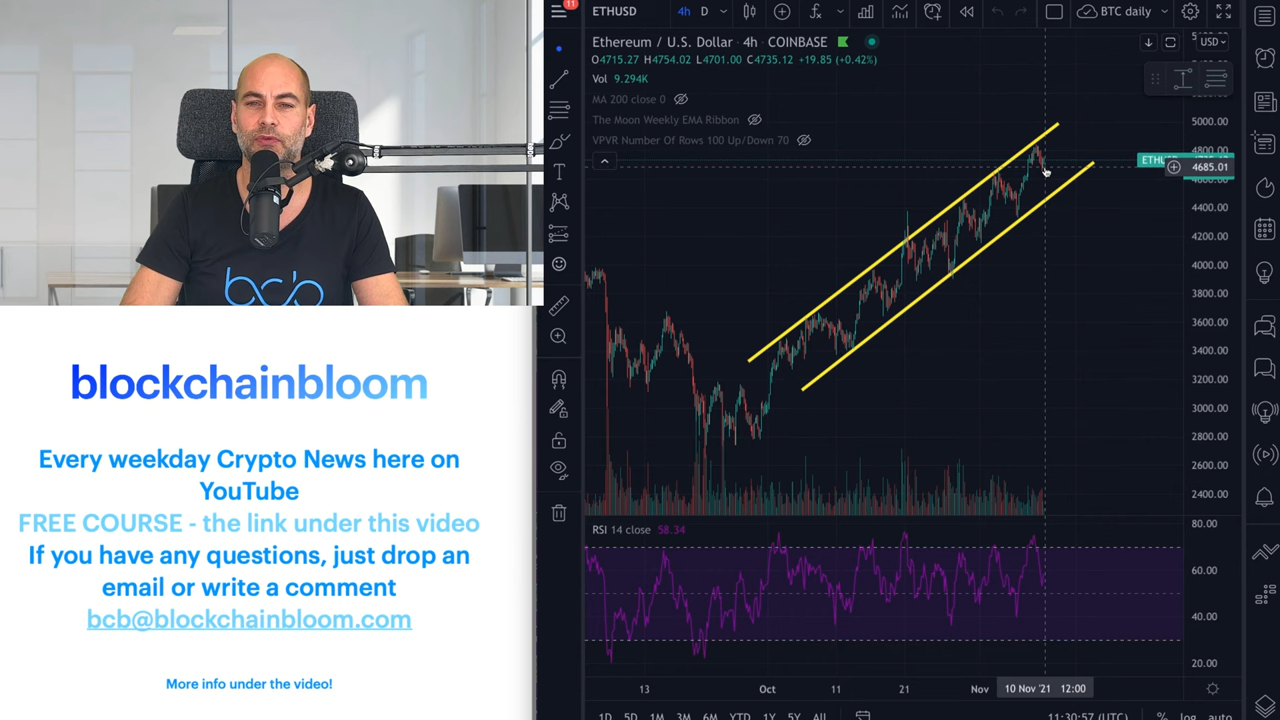 bcb
blockchainbloom
Every weekday Crypto News here on
YouTube
FREE COURSE - the link under this video
If you have any questions, just drop an
email or write a comment
bcb@blockchainbloom.com
More info under the video!
11
ETHUSD 4h D BTC daily
Ethereum / U.S. Dollar · 4h · COINBASE
USD
O4715.27 H4754.02 L4701.00 C4735.12 +19.85 (+0.42%)
Vol 9.294K
MA 200 close 0
The Moon Weekly EMA Ribbon
VPVR Number Of Rows 100 Up/Down 70
5000.00
4800.00
4685.01
4400.00
4200.00
4000.00
3800.00
3600.00
3400.00
3200.00
3000.00
2800.00
2600.00
2400.00
RSI 14 close 58.34
80.00
60.00
40.00
20.00
13 Oct 11 21 Nov 10 Nov '21 12:00
1D 5D 1M 3M 6M YTD 1Y 5Y All 11:30:57 (UTC) % log auto